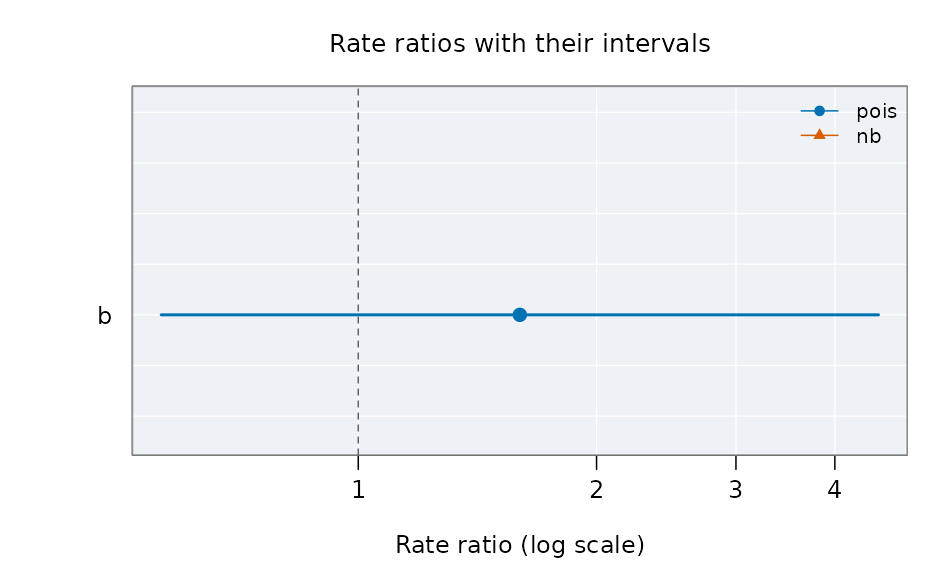 Rate ratios with their intervals
pois
nb
b
1 2 3 4
Rate ratio (log scale)